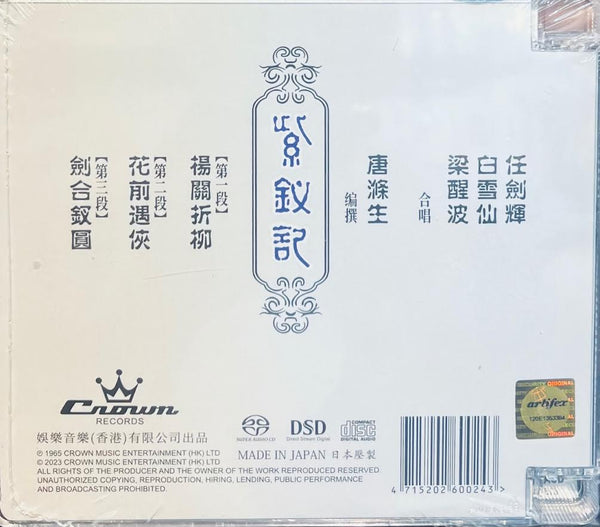 任劍輝
白雪仙
梁醒波
合唱
唐滌生
編撰
紫釵記
【第一段】
楊關折柳
【第二段】
花前遇俠
【第三段】
劍合釵圓
Crown
RECORDS
娛樂音樂(香港)有限公司出品
℗ 1965 CROWN MUSIC ENTERTAINMENT (HK) LTD
© 2023 CROWN MUSIC ENTERTAINMENT (HK) LTD
ALL RIGHTS OF THE PRODUCER AND THE OWNER OF THE WORK REPRODUCED RESERVED.
UNAUTHORIZED COPYING, REPRODUCTION, HIRING, LENDING, PUBLIC PERFORMANCE
AND BROADCASTING PROHIBITED.
SUPER AUDIO CD
DSD
Direct Stream Digital
COMPACT
disc
DIGITAL AUDIO
MADE IN JAPAN 日本壓製
4 715202 600243
SECURITY ORIGINAL
artifex
ORIGINAL